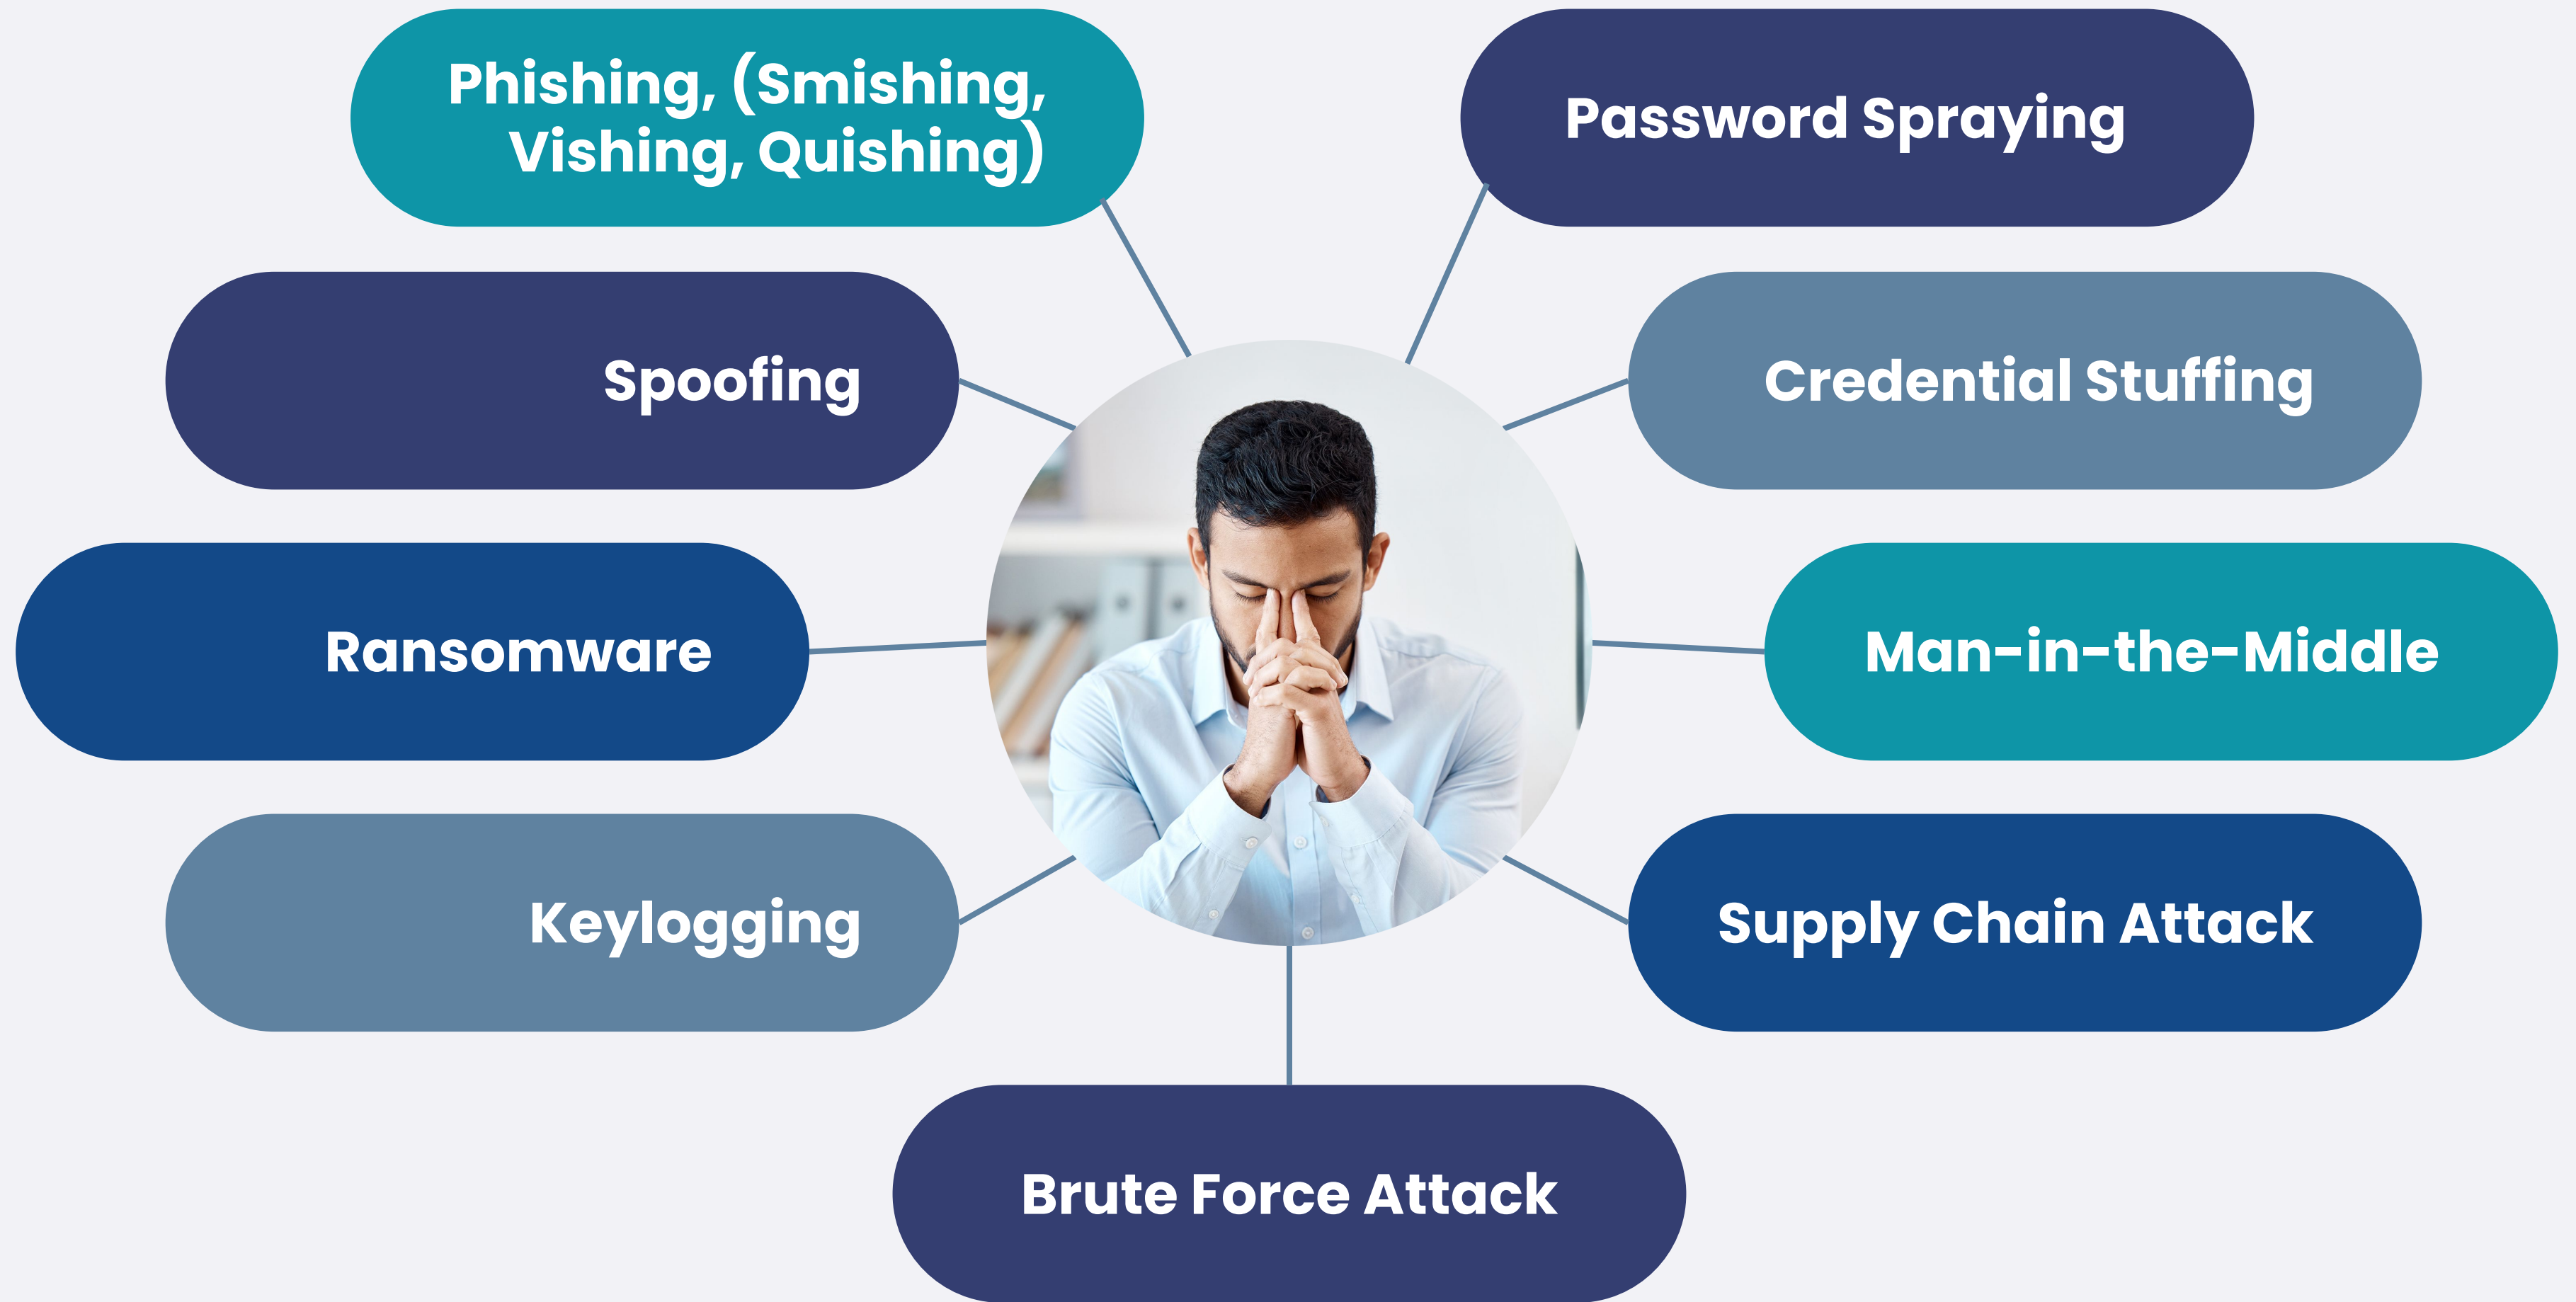 Phishing, (Smishing,
Vishing, Quishing)
Password Spraying
Spoofing
Credential Stuffing
Ransomware
Man-in-the-Middle
Keylogging
Supply Chain Attack
Brute Force Attack